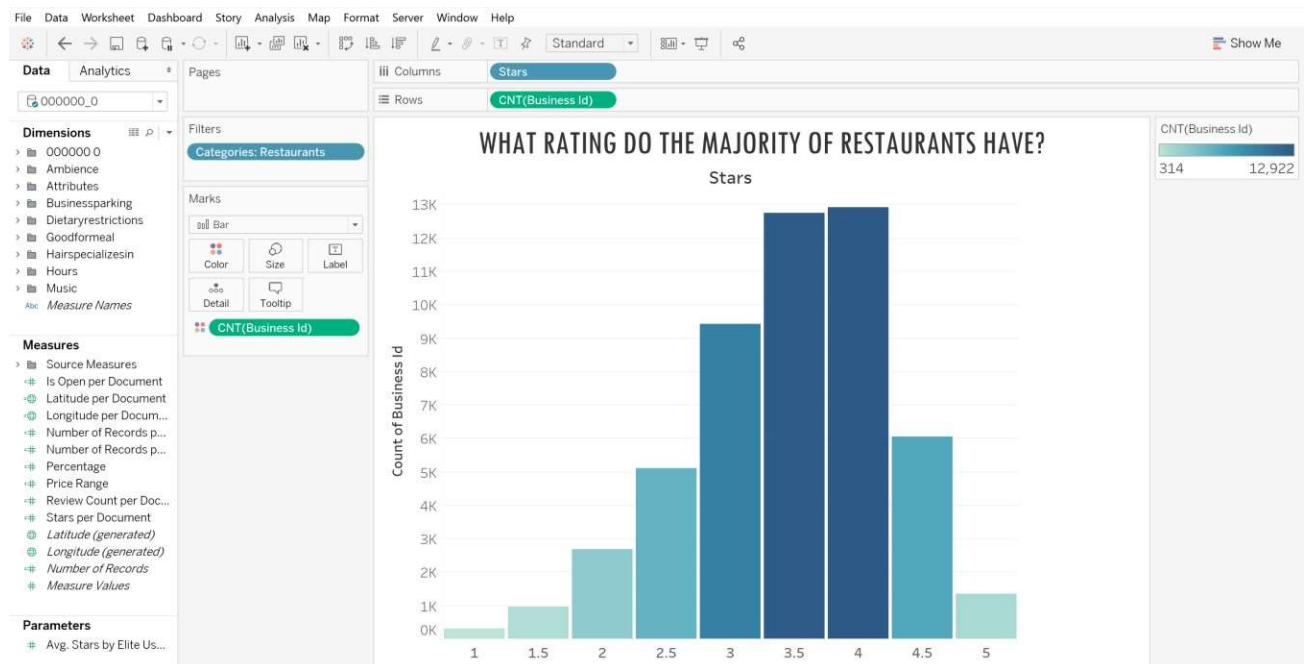 File Data Worksheet Dashboard Story Analysis Map Format Server Window Help
Standard
Show Me
Data Analytics
000000_0
Dimensions
000000 0
Ambience
Attributes
Businessparking
Dietaryrestrictions
Goodformeal
Hairspecializesin
Hours
Music
Abc Measure Names
Measures
Source Measures
Is Open per Document
Latitude per Document
Longitude per Docum...
Number of Records p...
Number of Records p...
Percentage
Price Range
Review Count per Doc...
Stars per Document
Latitude (generated)
Longitude (generated)
Number of Records
Measure Values
Parameters
Avg. Stars by Elite Us...
Pages
Filters
Categories: Restaurants
Marks
Bar
Color Size Label
Detail Tooltip
CNT(Business Id)
Columns Stars
Rows CNT(Business Id)
WHAT RATING DO THE MAJORITY OF RESTAURANTS HAVE?
Stars
Count of Business Id
13K
12K
11K
10K
9K
8K
7K
6K
5K
4K
3K
2K
1K
0K
1 1.5 2 2.5 3 3.5 4 4.5 5
CNT(Business Id)
314 12,922